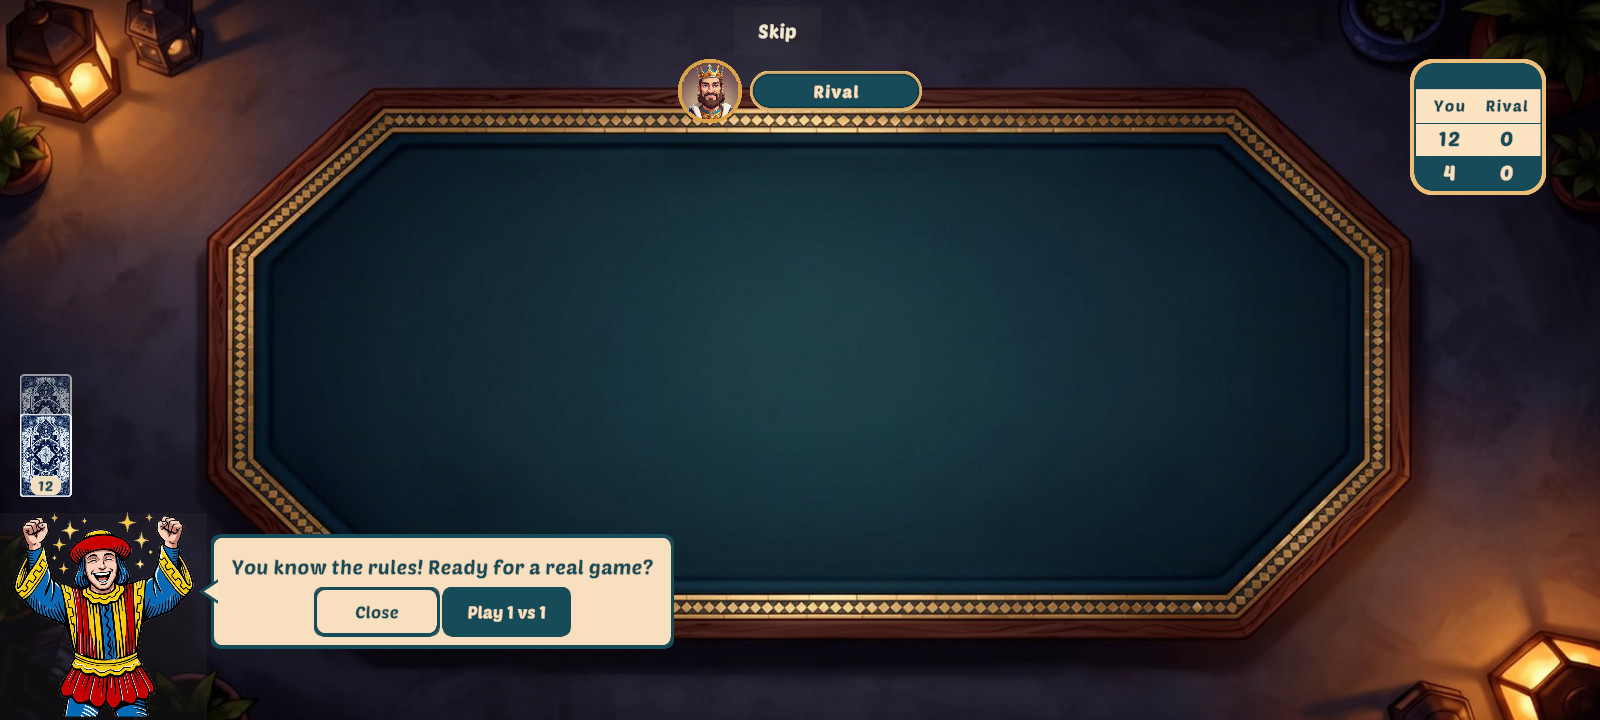 Skip
Rival
You Rival
12 0
4 0
12
You know the rules! Ready for a real game?
Close
Play 1 vs 1